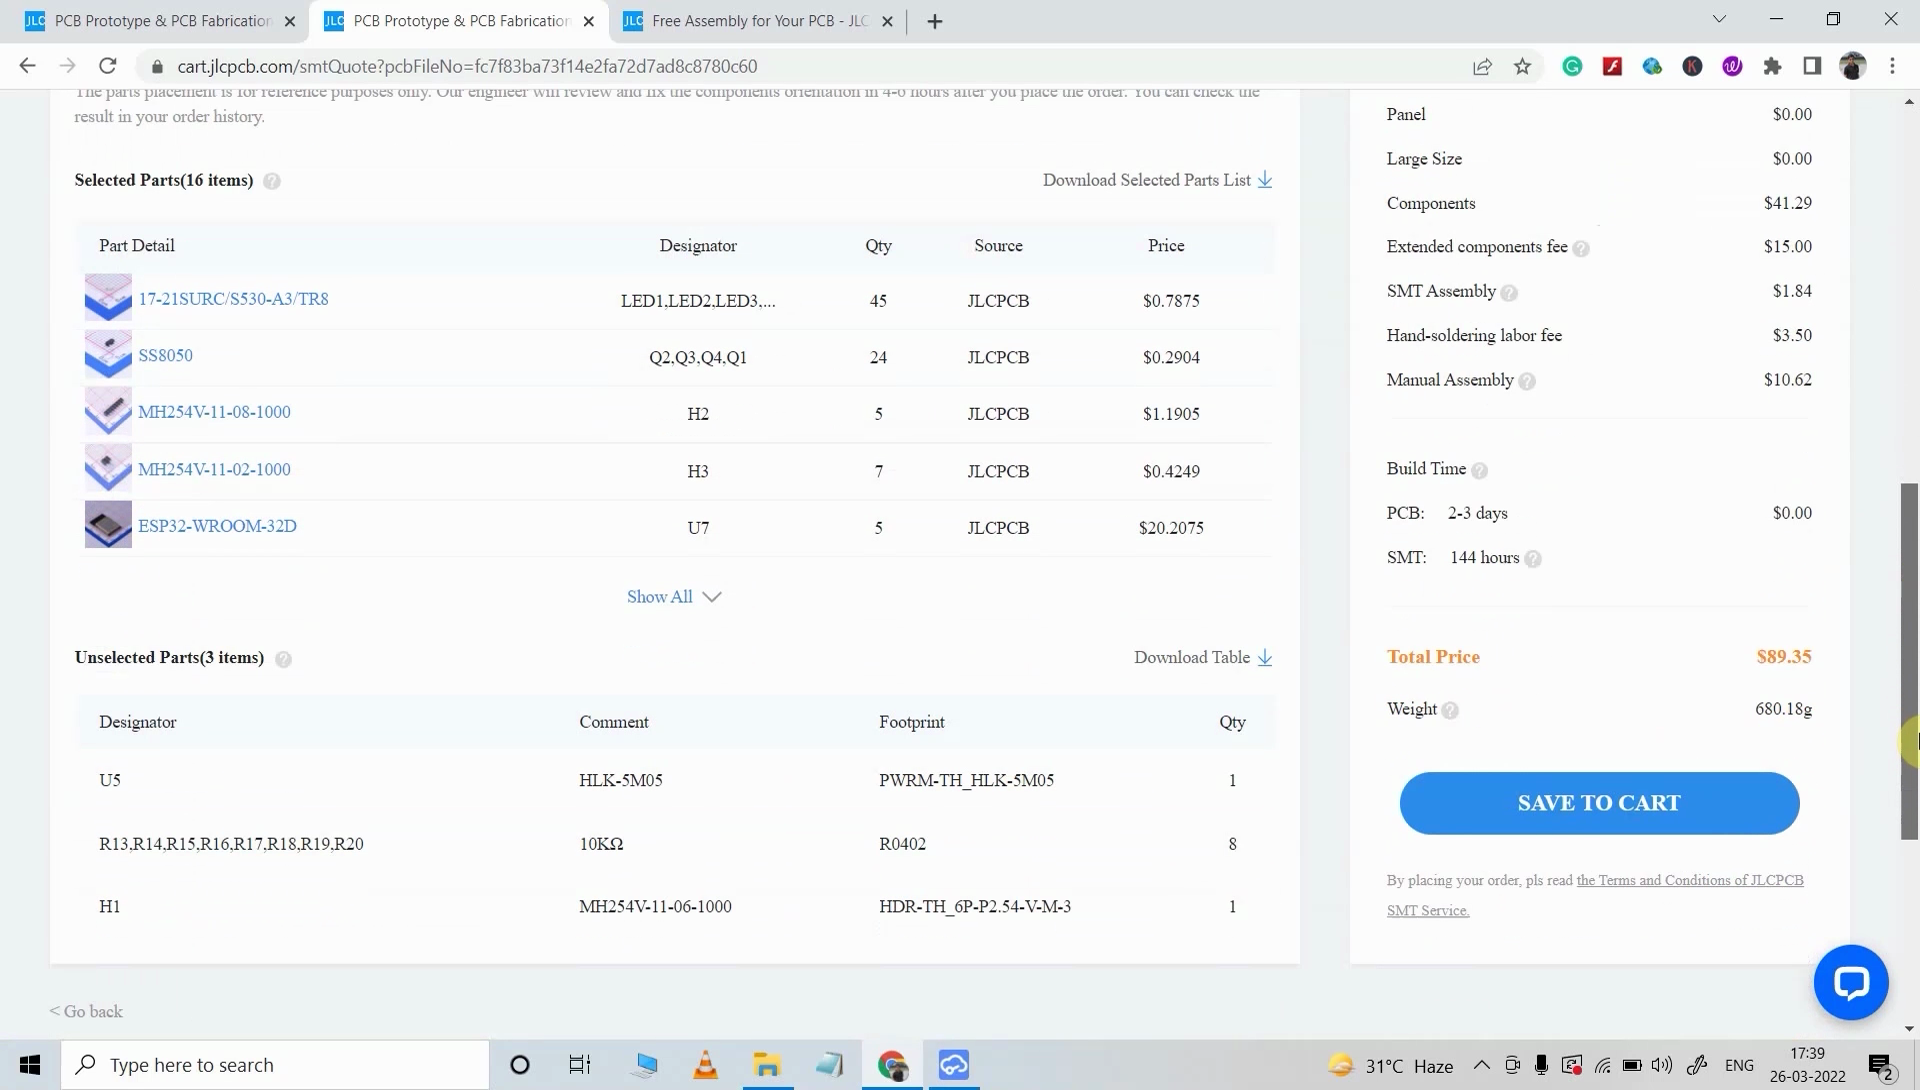 PCB Prototype & PCB Fabrication
PCB Prototype & PCB Fabrication
Free Assembly for Your PCB - JLC
cart.jlcpcb.com/smtQuote?pcbFileNo=fc7f83ba73f14e2fa72d7ad8c8780c60
The parts placement is for reference purposes only. Our engineer will review and fix the components orientation in 4-6 hours after you place the order. You can check the
result in your order history.
Selected Parts(16 items) ?
Download Selected Parts List
Part Detail Designator Qty Source Price
17-21SURC/S530-A3/TR8 LED1,LED2,LED3,... 45 JLCPCB $0.7875
SS8050 Q2,Q3,Q4,Q1 24 JLCPCB $0.2904
MH254V-11-08-1000 H2 5 JLCPCB $1.1905
MH254V-11-02-1000 H3 7 JLCPCB $0.4249
ESP32-WROOM-32D U7 5 JLCPCB $20.2075
Show All
Unselected Parts(3 items) ?
Download Table
Designator Comment Footprint Qty
U5 HLK-5M05 PWRM-TH_HLK-5M05 1
R13,R14,R15,R16,R17,R18,R19,R20 10KΩ R0402 8
H1 MH254V-11-06-1000 HDR-TH_6P-P2.54-V-M-3 1
< Go back
Panel $0.00
Large Size $0.00
Components $41.29
Extended components fee ? $15.00
SMT Assembly ? $1.84
Hand-soldering labor fee $3.50
Manual Assembly ? $10.62
Build Time ?
PCB: 2-3 days $0.00
SMT: 144 hours ?
Total Price $89.35
Weight ? 680.18g
SAVE TO CART
By placing your order, pls read the Terms and Conditions of JLCPCB
SMT Service.
Type here to search
31°C Haze
ENG
17:39
26-03-2022
2